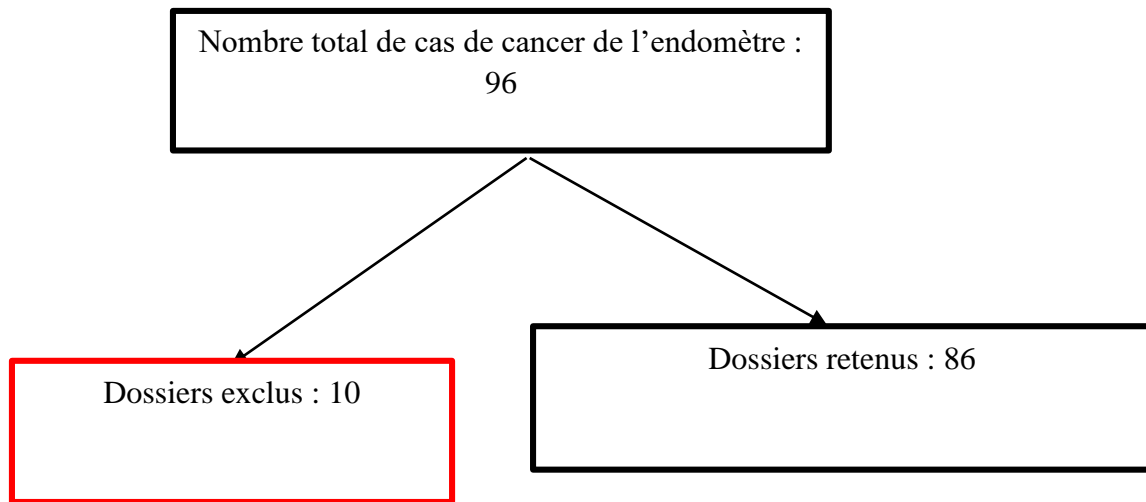 Nombre total de cas de cancer de l’endomètre :
96
Dossiers retenus : 86
Dossiers exclus : 10